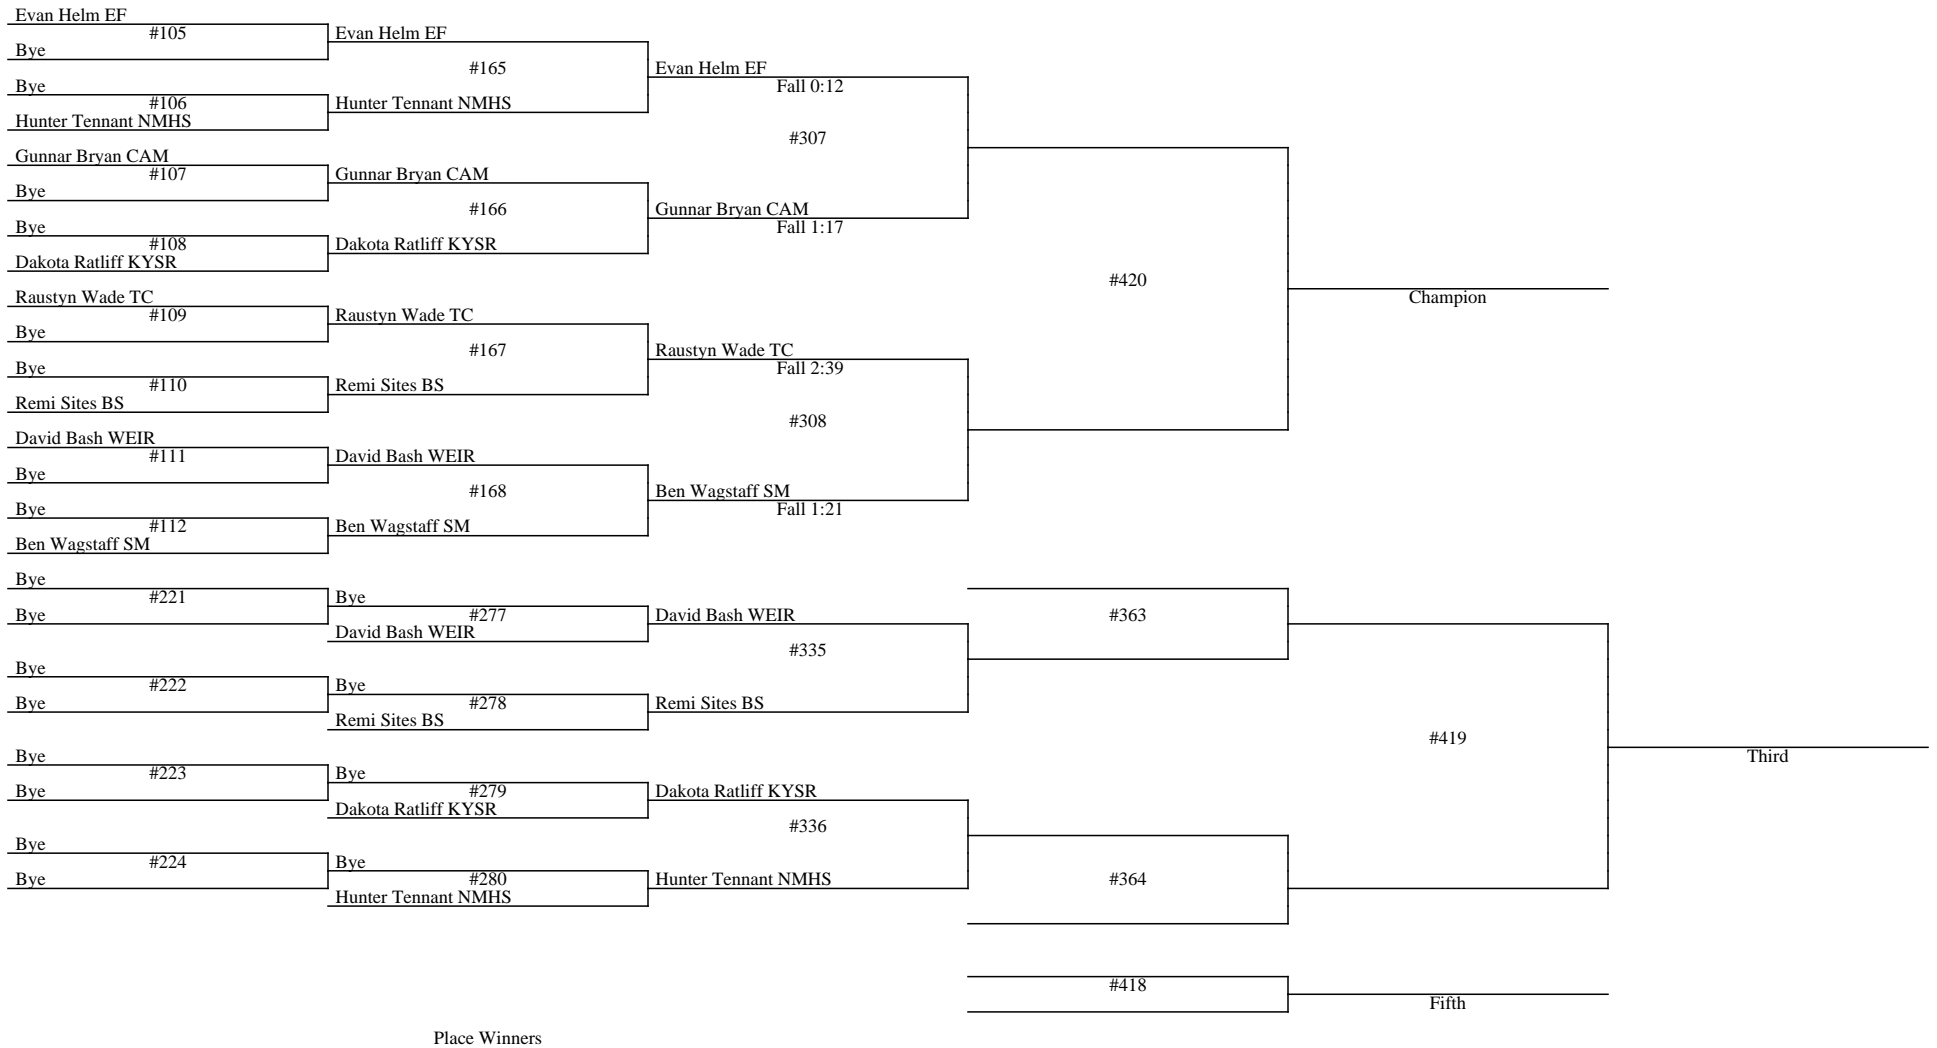 Evan Helm EF
#105
Bye
Bye
#106
Hunter Tennant NMHS
Gunnar Bryan CAM
#107
Bye
Bye
#108
Dakota Ratliff KYSR
Raustyn Wade TC
#109
Bye
Bye
#110
Remi Sites BS
David Bash WEIR
#111
Bye
Bye
#112
Ben Wagstaff SM
Evan Helm EF
#165
Hunter Tennant NMHS
Gunnar Bryan CAM
#166
Dakota Ratliff KYSR
Raustyn Wade TC
#167
Remi Sites BS
David Bash WEIR
#168
Ben Wagstaff SM
Evan Helm EF
Fall 0:12
#307
Gunnar Bryan CAM
Fall 1:17
Raustyn Wade TC
Fall 2:39
#308
Ben Wagstaff SM
Fall 1:21
#420
Champion
Bye
#221
Bye
Bye
#222
Bye
Bye
#223
Bye
Bye
#224
Bye
Bye
#277
David Bash WEIR
Bye
#278
Remi Sites BS
Bye
#279
Dakota Ratliff KYSR
Bye
#280
Hunter Tennant NMHS
David Bash WEIR
#335
Remi Sites BS
Dakota Ratliff KYSR
#336
Hunter Tennant NMHS
#363
#364
#419
Third
#418
Fifth
Place Winners